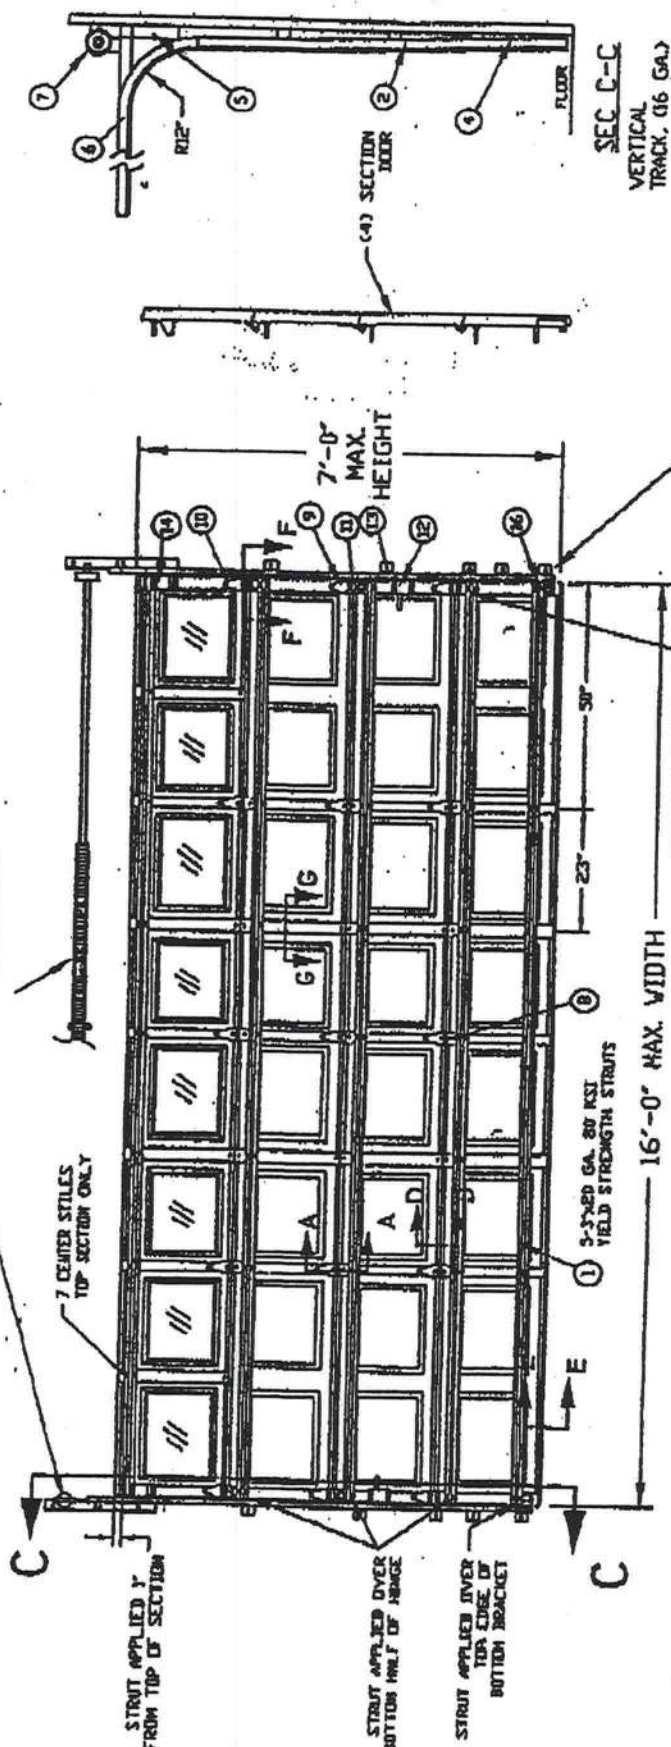 7 CENTER STILES
TOP SECTION ONLY
C
STRUT APPLIED 1"
FROM TOP OF SECTION
STRUT APPLIED OVER
BOTTOM HALF OF HINGE
STRUT APPLIED OVER
TOP EDGE OF
BOTTOM BRACKET
C
A
A
D
D
E
G
G
F
F
14
10
9
11
13
12
16
8
1
5-3"x20 GA. 80 KSI
YIELD STRENGTH STRUTS
23"
50"
16'-0" MAX. WIDTH
7'-0"
MAX.
HEIGHT
(4) SECTION
DOOR
7
6
5
R12"
2
4
FLOOR
SEC C-C
VERTICAL
TRACK (16 GA.)